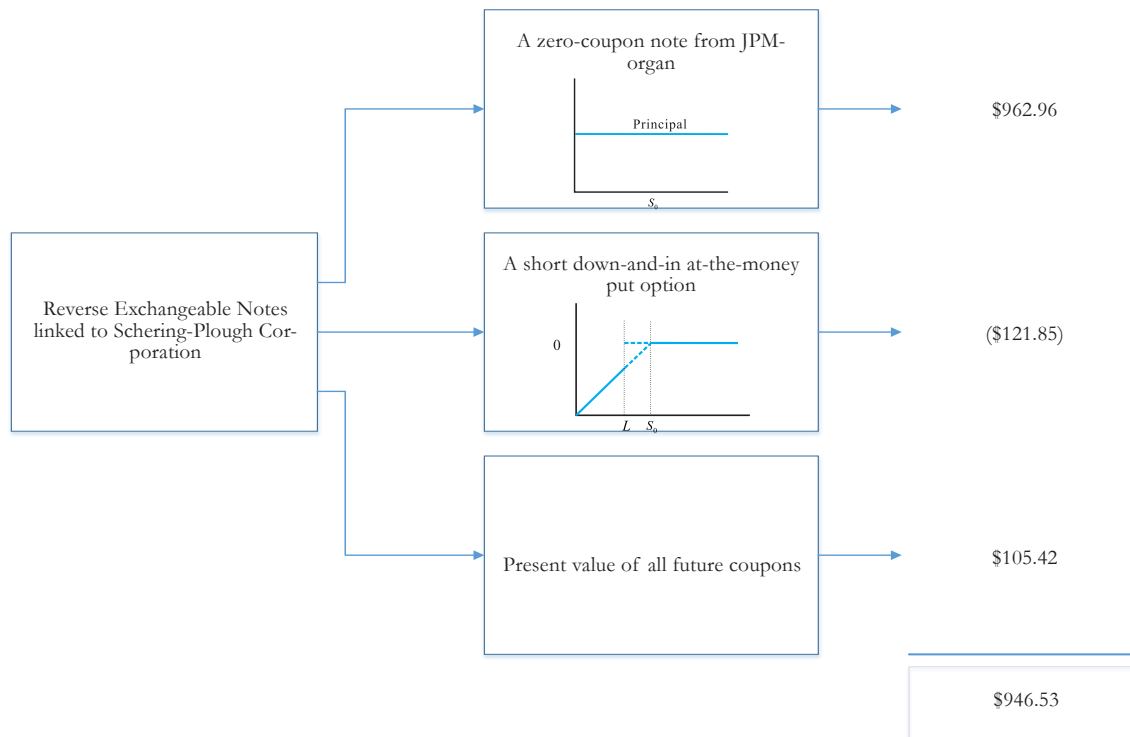 A zero-coupon note from JPM-
organ
Principal
S₀
$962.96
Reverse Exchangeable Notes
linked to Schering-Plough Cor-
poration
A short down-and-in at-the-money
put option
0
L
S₀
($121.85)
Present value of all future coupons
$105.42
$946.53